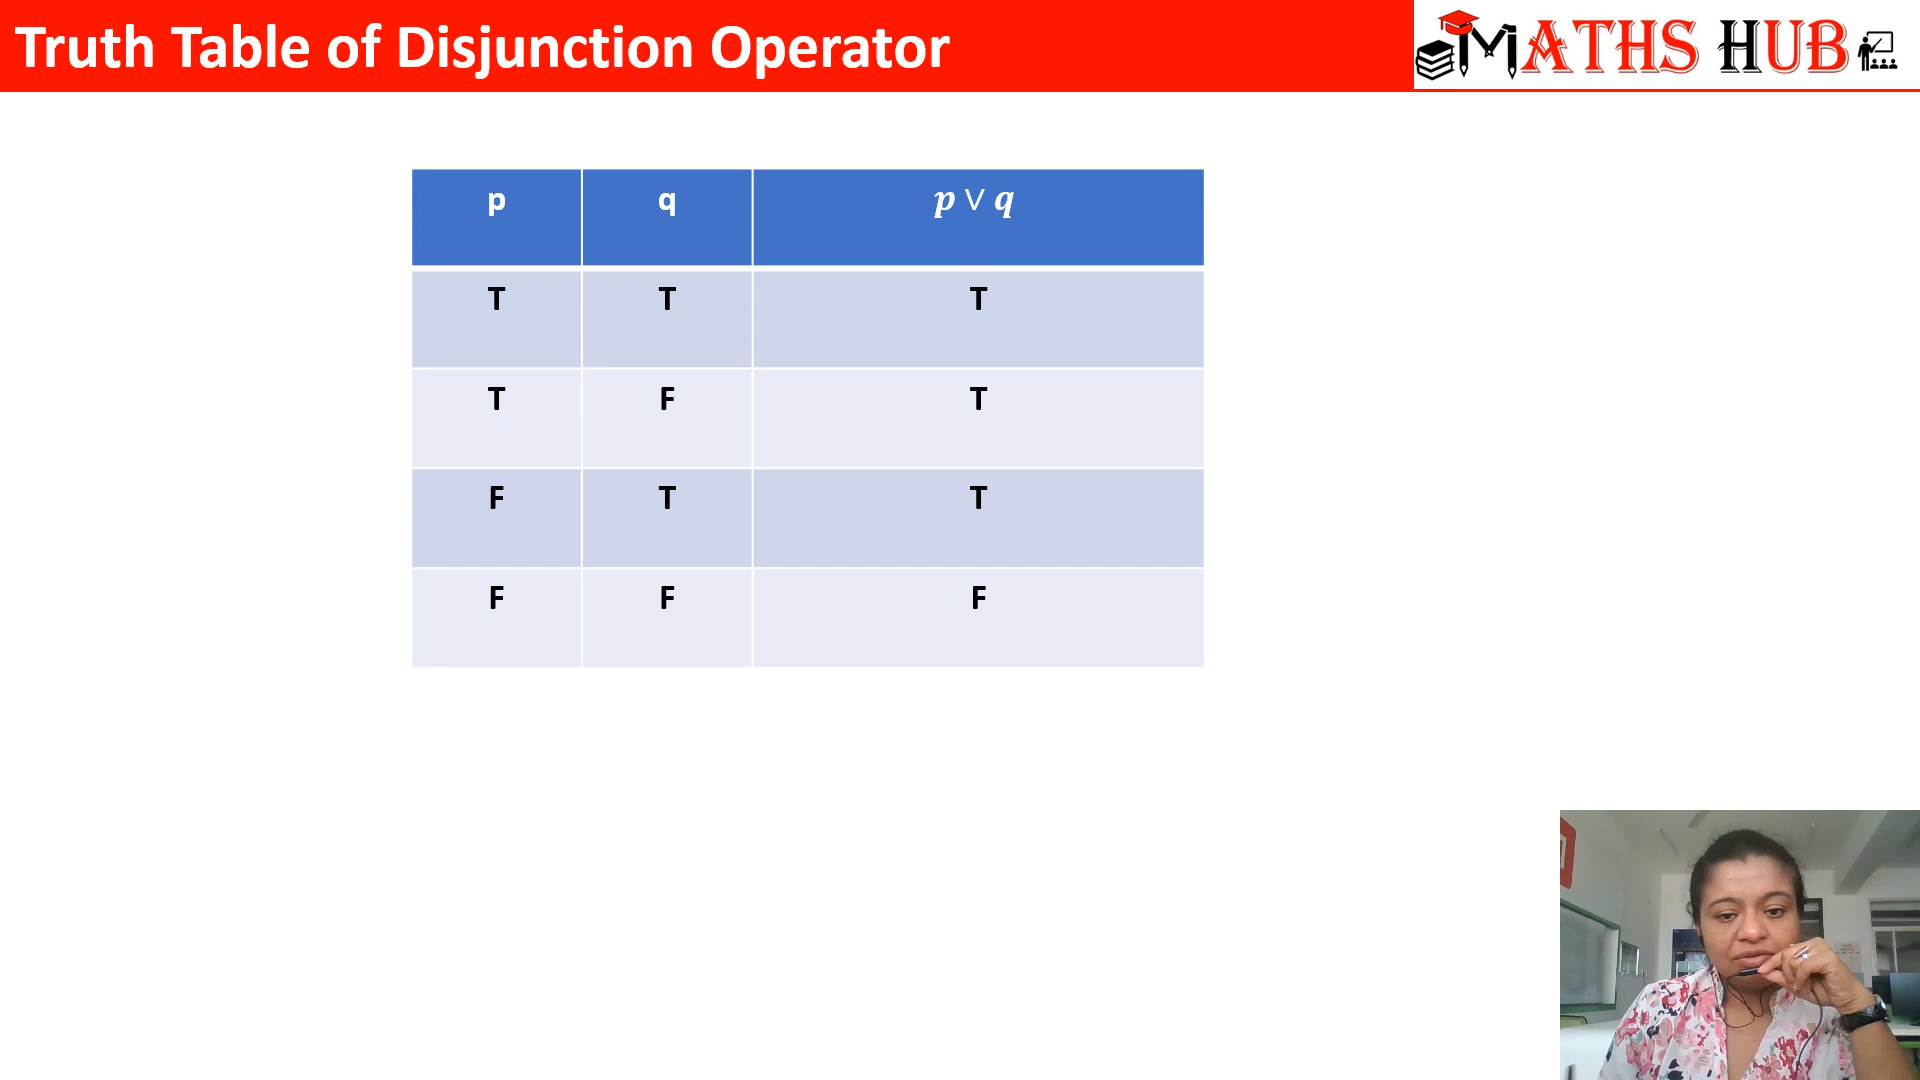 Truth Table of Disjunction Operator
MATHS HUB
p q p ∨ q
T T T
T F T
F T T
F F F